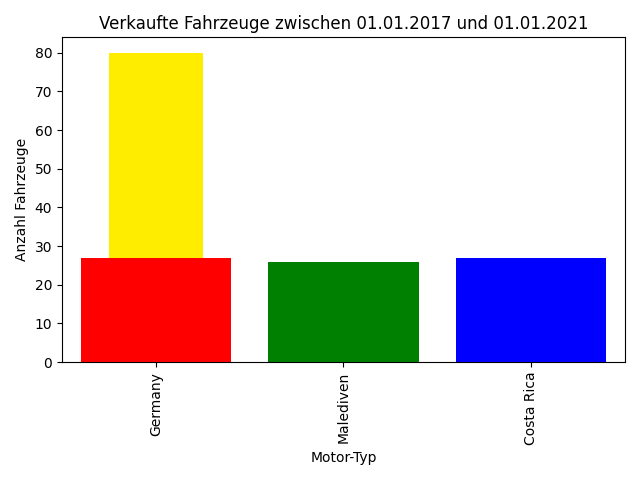 Verkaufte Fahrzeuge zwischen 01.01.2017 und 01.01.2021
Anzahl Fahrzeuge
80
70
60
50
40
30
20
10
0
Germany
Malediven
Costa Rica
Motor-Typ